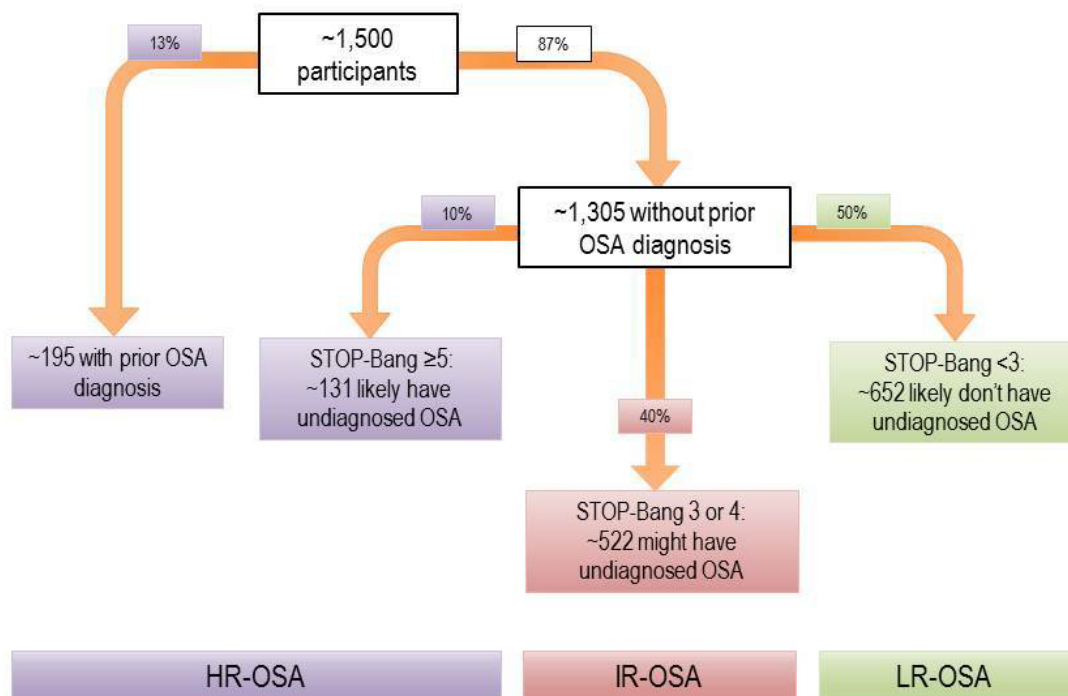 13%
~1,500
participants
87%
10%
~1,305 without prior
OSA diagnosis
50%
~195 with prior OSA
diagnosis
STOP-Bang ≥5:
~131 likely have
undiagnosed OSA
STOP-Bang <3:
~652 likely don't have
undiagnosed OSA
40%
STOP-Bang 3 or 4:
~522 might have
undiagnosed OSA
HR-OSA
IR-OSA
LR-OSA